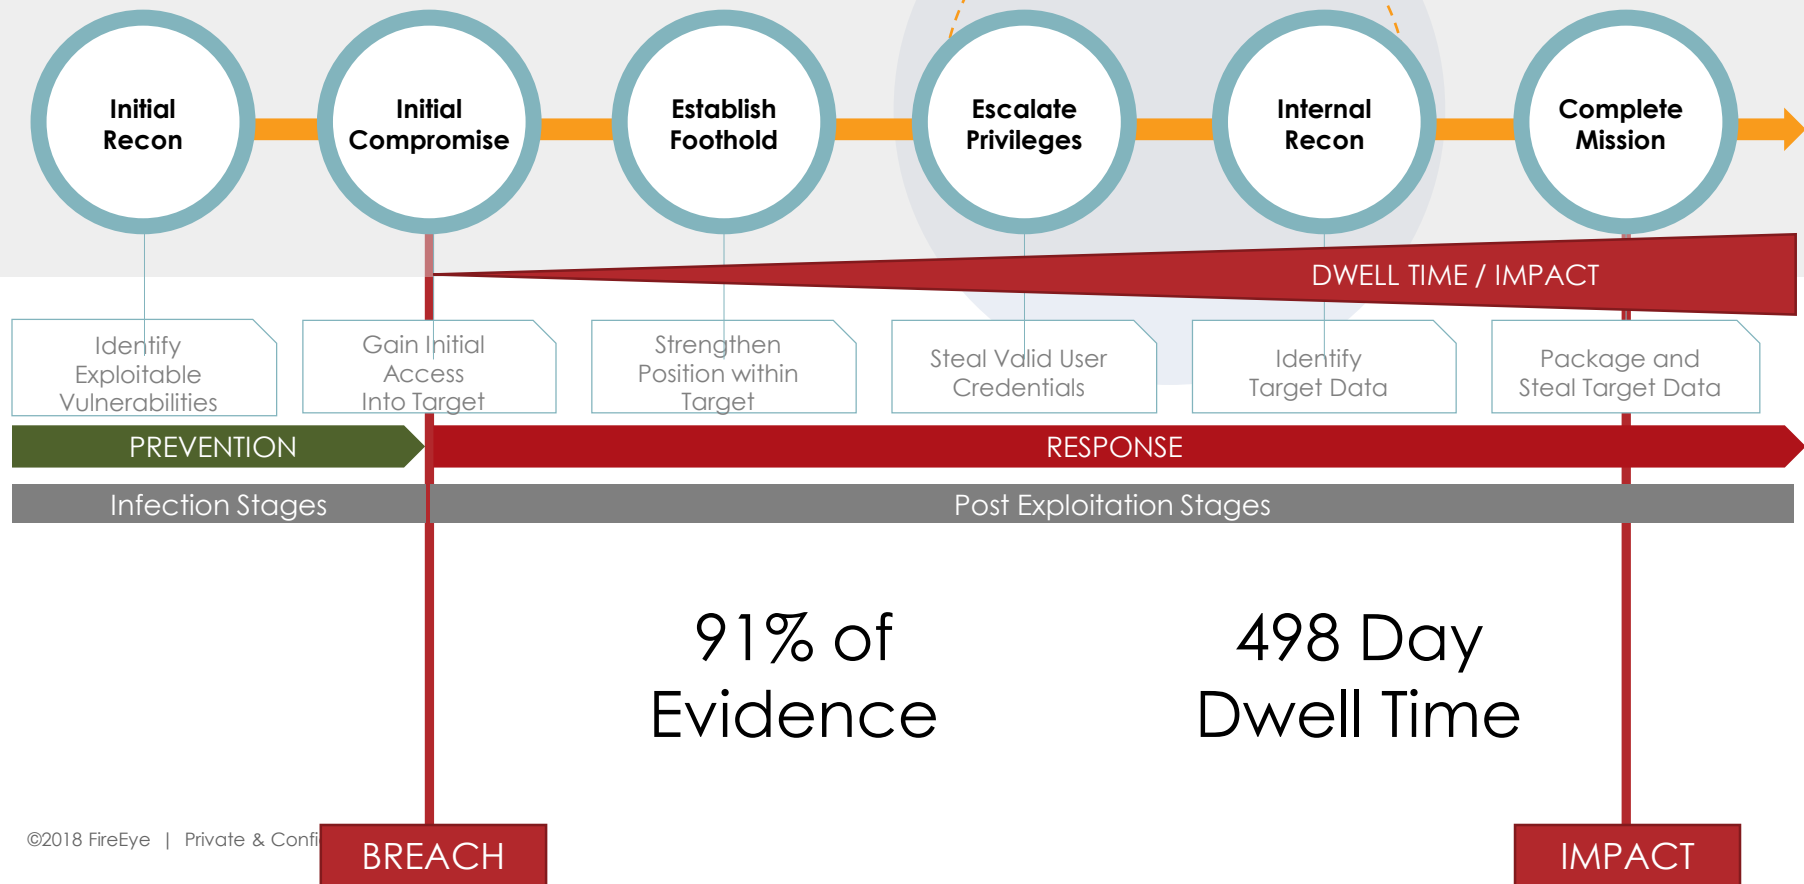 Initial
Recon
Initial
Compromise
Establish
Foothold
Escalate
Privileges
Internal
Recon
Complete
Mission
DWELL TIME / IMPACT
Identify
Exploitable
Vulnerabilities
Gain Initial
Access
Into Target
Strengthen
Position within
Target
Steal Valid User
Credentials
Identify
Target Data
Package and
Steal Target Data
PREVENTION
RESPONSE
Infection Stages
Post Exploitation Stages
91% of
Evidence
498 Day
Dwell Time
©2018 FireEye | Private & Confi
BREACH
IMPACT